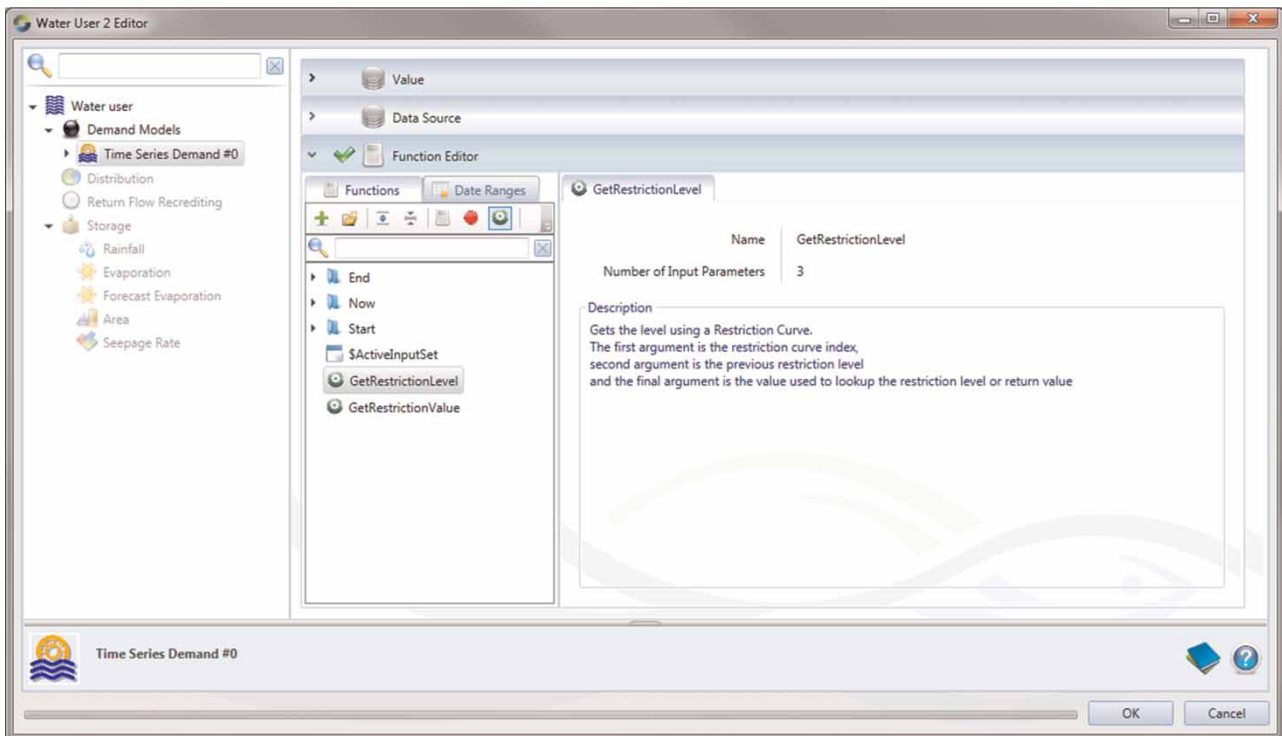 Water User 2 Editor
Water user
Demand Models
Time Series Demand #0
Distribution
Return Flow Recrediting
Storage
Rainfall
Evaporation
Forecast Evaporation
Area
Seepage Rate
Value
Data Source
Function Editor
Functions
Date Ranges
End
Now
Start
$ActiveInputSet
GetRestrictionLevel
GetRestrictionValue
GetRestrictionLevel
Name GetRestrictionLevel
Number of Input Parameters 3
Description
Gets the level using a Restriction Curve.
The first argument is the restriction curve index,
second argument is the previous restriction level
and the final argument is the value used to lookup the restriction level or return value
Time Series Demand #0
OK
Cancel